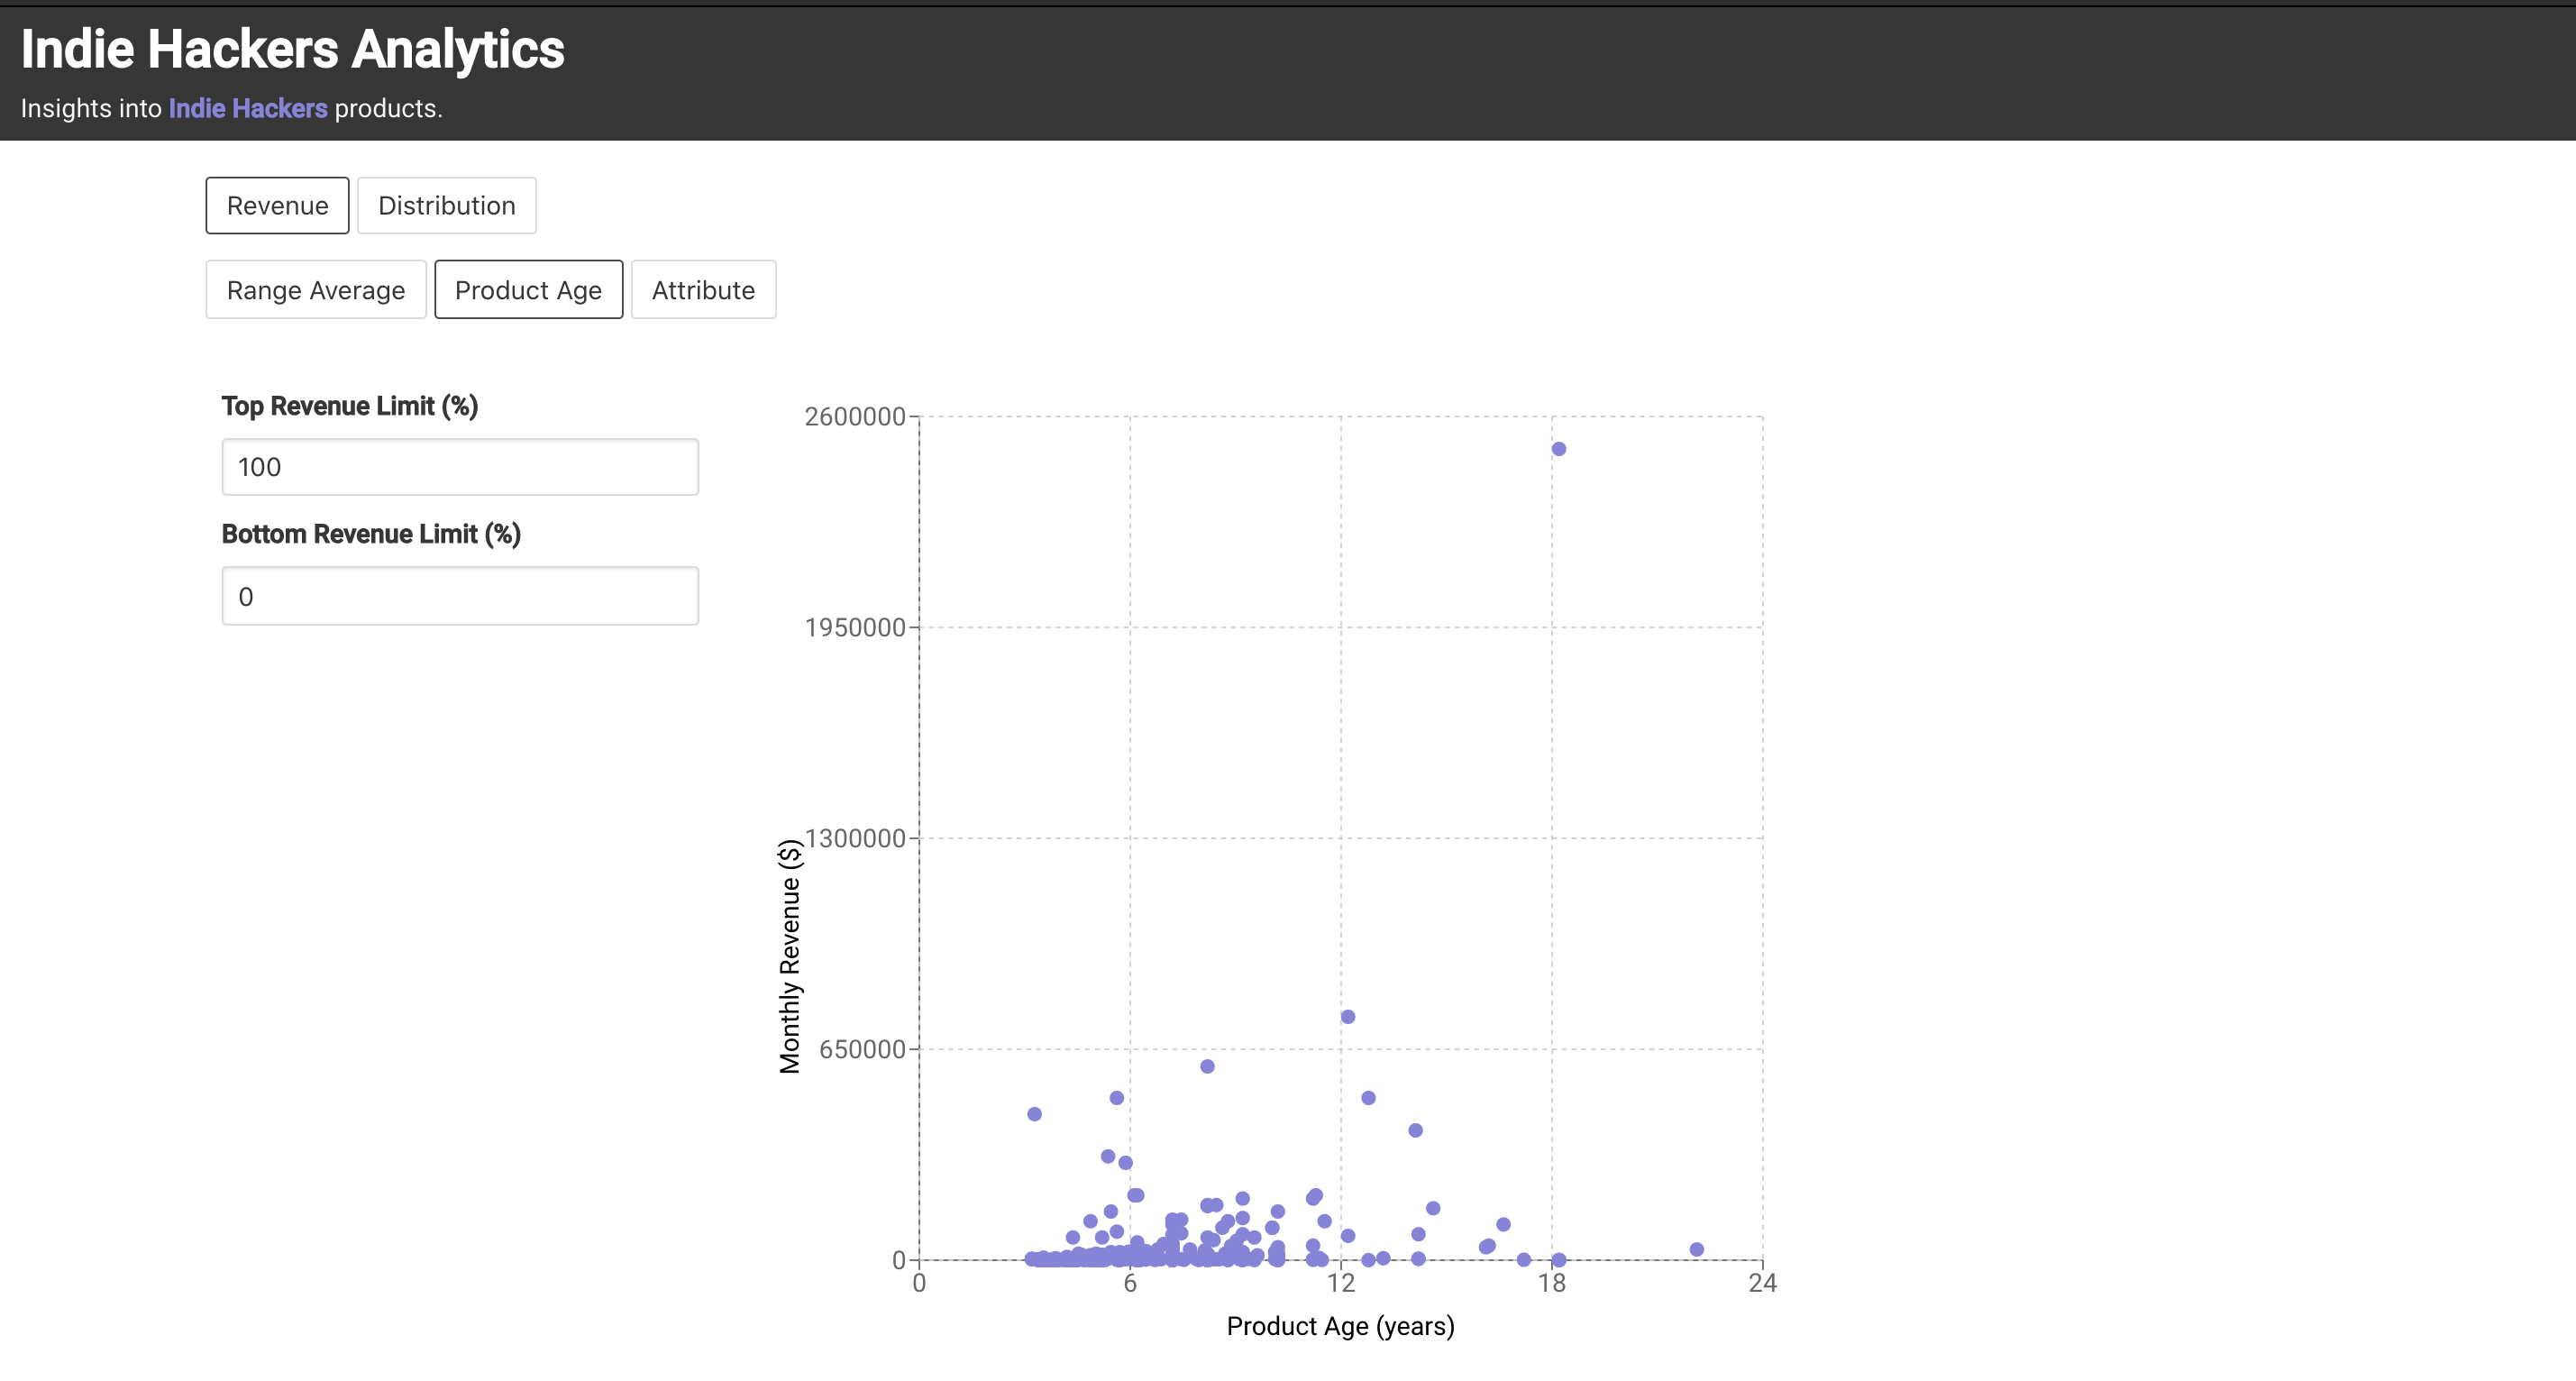 Indie Hackers Analytics
Insights into Indie Hackers products.
Revenue Distribution
Range Average Product Age Attribute
Top Revenue Limit (%)
100
Bottom Revenue Limit (%)
0
2600000
1950000
1300000
650000
0
Monthly Revenue ($)
0 6 12 18 24
Product Age (years)